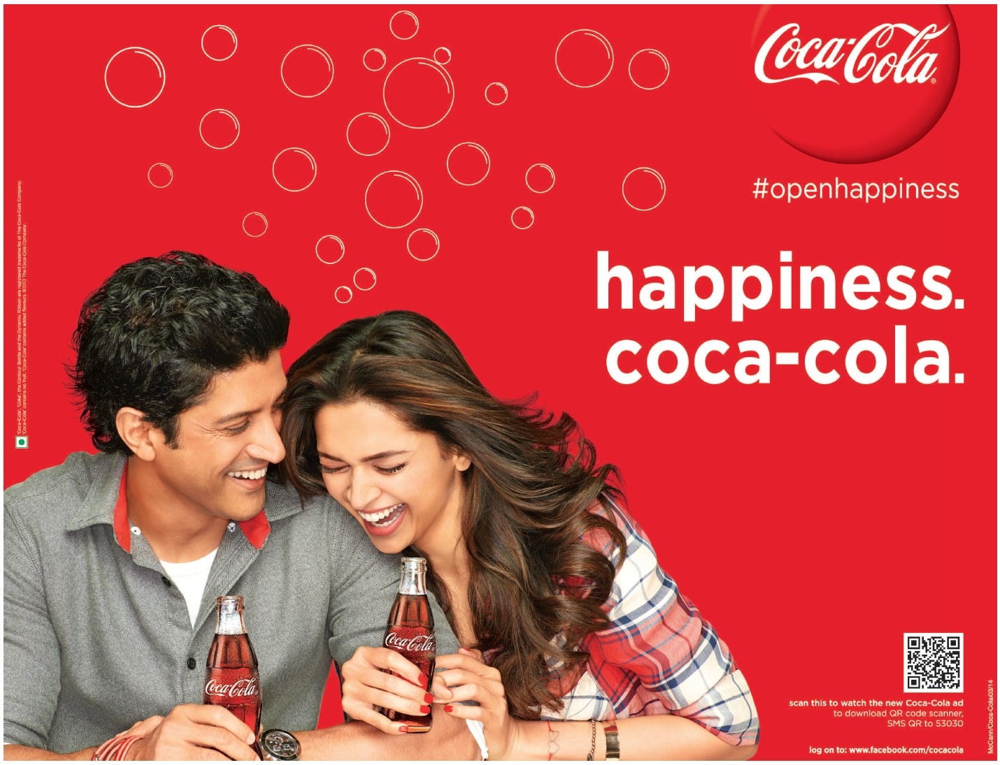 Coca-Cola®
#openhappiness
happiness.
coca-cola.
'Coca-Cola', 'Coke', the Contour Bottle and the Dynamic Ribbon are registered trademarks of The Coca-Cola Company.
'Coca-Cola' contains no fruit. 'Coca-Cola' contains added flavours. ©2013 The Coca-Cola Company.
Coca-Cola
Coca-Cola
scan this to watch the new Coca-Cola ad
to download QR code scanner,
SMS QR to 53030
log on to: www.facebook.com/cocacola
McCann/Coca-Cola/03/14